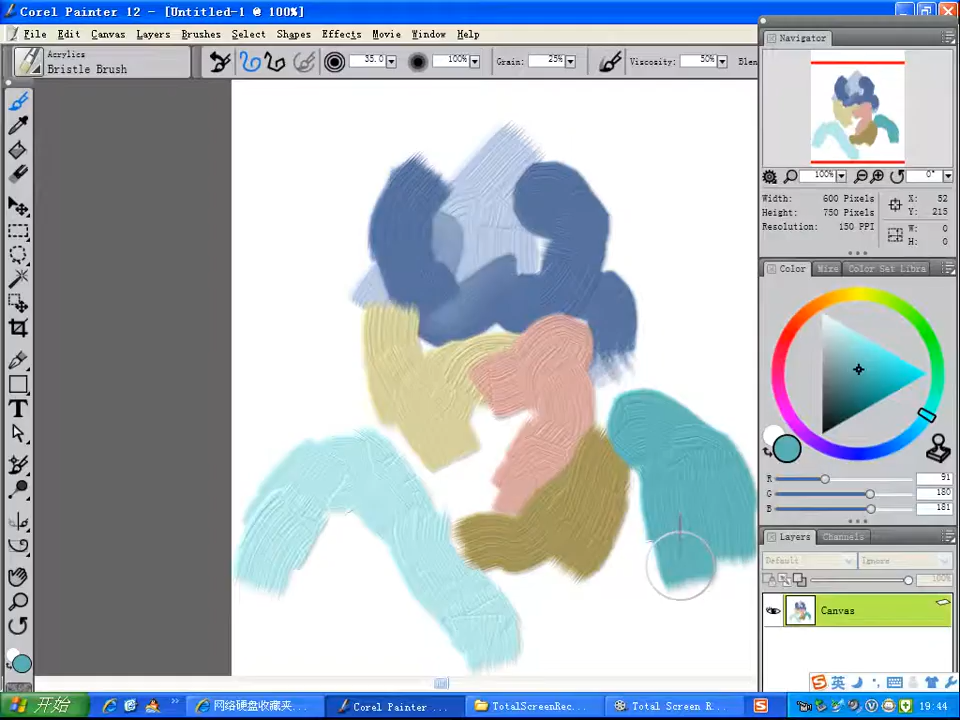 Corel Painter 12 - [Untitled-1 @ 100%]
File Edit Canvas Layers Brushes Select Shapes Effects Movie Window Help
Acrylics
Bristle Brush
35.0
100%
Grain: 25%
Viscosity: 50%
Navigator
100%
0°
Width: 600 Pixels
Height: 750 Pixels
Resolution: 150 PPI
X: 52
Y: 215
W: 0
H: 0
Color Mixe Color Set Libra
R 91
G 180
B 181
Layers Channels
Default Ignore
100%
Canvas
英
开始
网络硬盘收藏夹...
Corel Painter ...
TotalScreenRec...
Total Screen R...
19:44